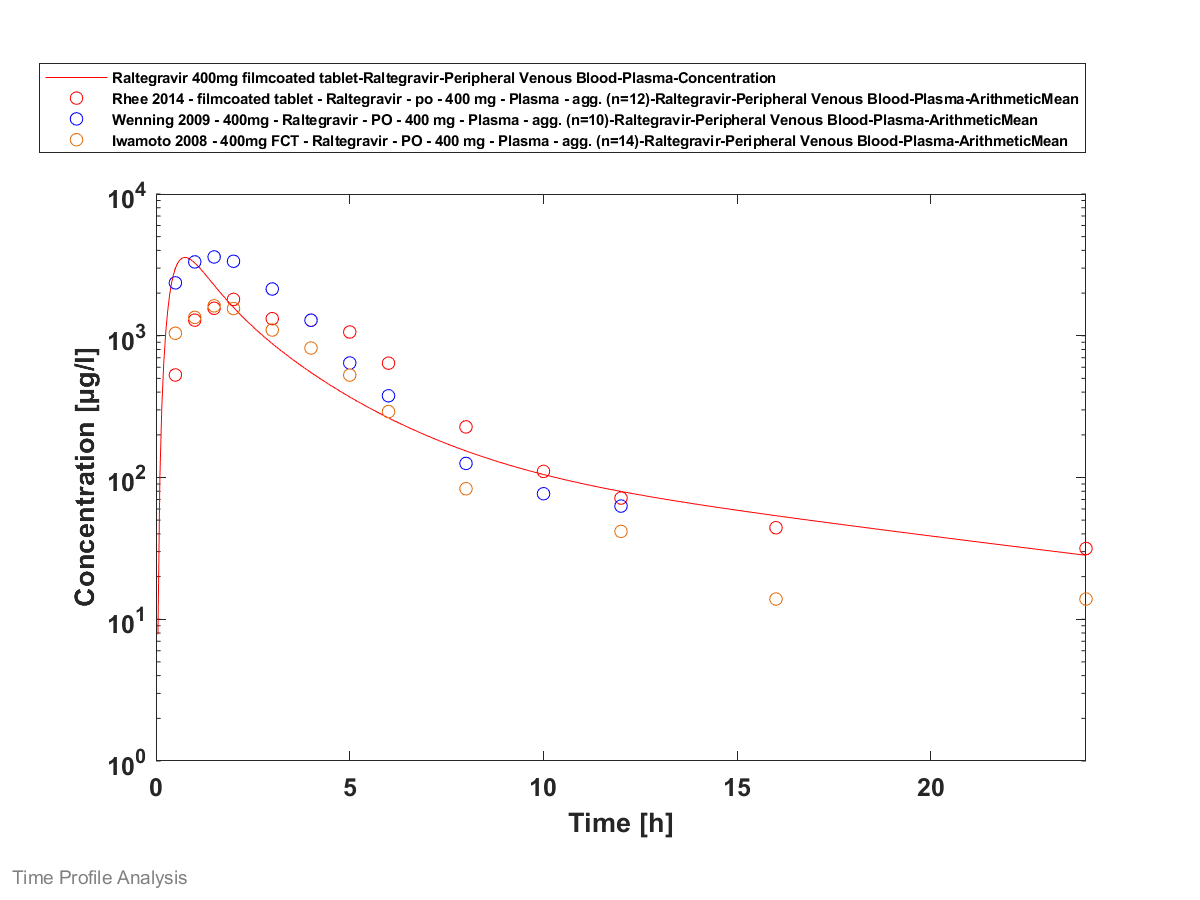 Raltegravir 400mg filmcoated tablet-Raltegravir-Peripheral Venous Blood-Plasma-Concentration
Rhee 2014 - filmcoated tablet - Raltegravir - po - 400 mg - Plasma - agg. (n=12)-Raltegravir-Peripheral Venous Blood-Plasma-ArithmeticMean
Wenning 2009 - 400mg - Raltegravir - PO - 400 mg - Plasma - agg. (n=10)-Raltegravir-Peripheral Venous Blood-Plasma-ArithmeticMean
Iwamoto 2008 - 400mg FCT - Raltegravir - PO - 400 mg - Plasma - agg. (n=14)-Raltegravir-Peripheral Venous Blood-Plasma-ArithmeticMean
10^4
10^3
10^2
10^1
10^0
Concentration [µg/l]
0 5 10 15 20
Time [h]
Time Profile Analysis